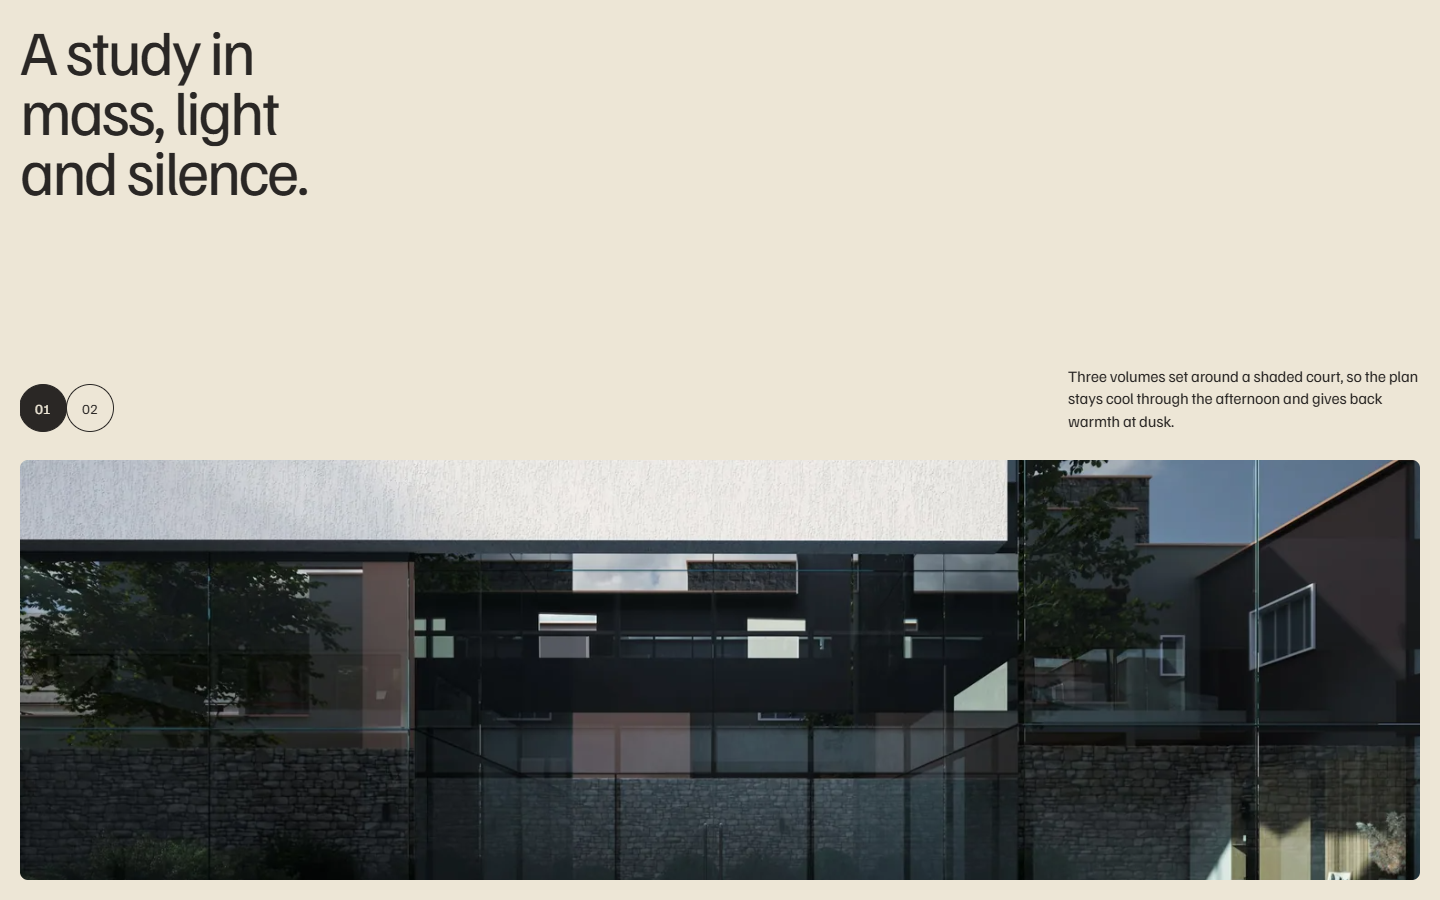 A study in
mass, light
and silence.
01
02
Three volumes set around a shaded court, so the plan
stays cool through the afternoon and gives back
warmth at dusk.